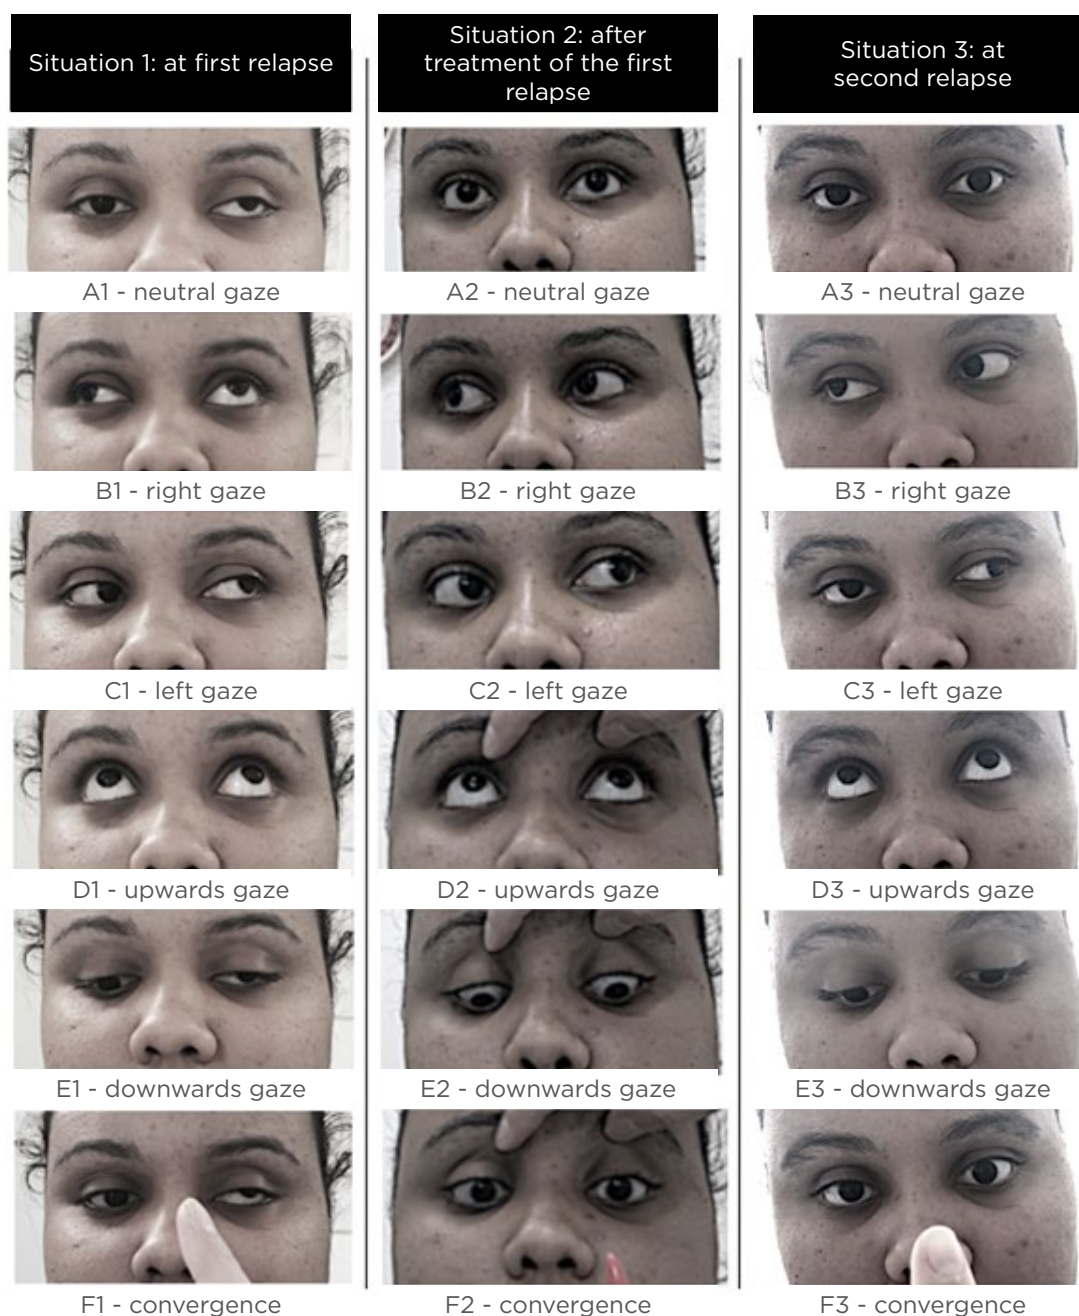 Situation 1: at first relapse
Situation 2: after
treatment of the first
relapse
Situation 3: at
second relapse
A1 - neutral gaze
A2 - neutral gaze
A3 - neutral gaze
B1 - right gaze
B2 - right gaze
B3 - right gaze
C1 - left gaze
C2 - left gaze
C3 - left gaze
D1 - upwards gaze
D2 - upwards gaze
D3 - upwards gaze
E1 - downwards gaze
E2 - downwards gaze
E3 - downwards gaze
F1 - convergence
F2 - convergence
F3 - convergence